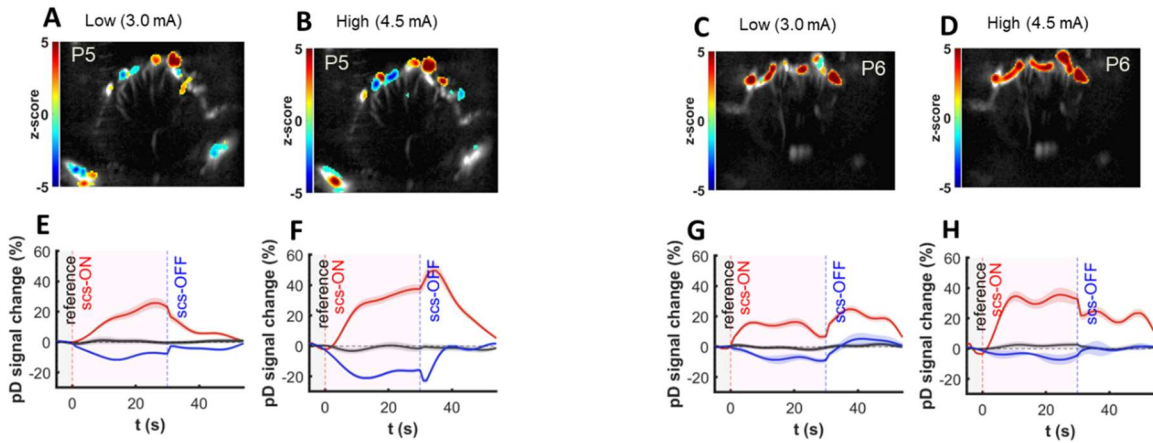 A Low (3.0 mA)
B High (4.5 mA)
C Low (3.0 mA)
D High (4.5 mA)
5
P5
z-score
0
-5
5
P5
z-score
0
-5
5
P6
z-score
0
-5
5
P6
z-score
0
-5
E
pD signal change (%)
60
40
20
0
-20
reference
scs-ON
scs-OFF
0 20 40
t (s)
F
pD signal change (%)
60
40
20
0
-20
reference
scs-ON
scs-OFF
0 20 40
t (s)
G
pD signal change (%)
60
40
20
0
-20
reference
scs-ON
scs-OFF
0 20 40
t (s)
H
pD signal change (%)
60
40
20
0
-20
reference
scs-ON
scs-OFF
0 20 40
t (s)